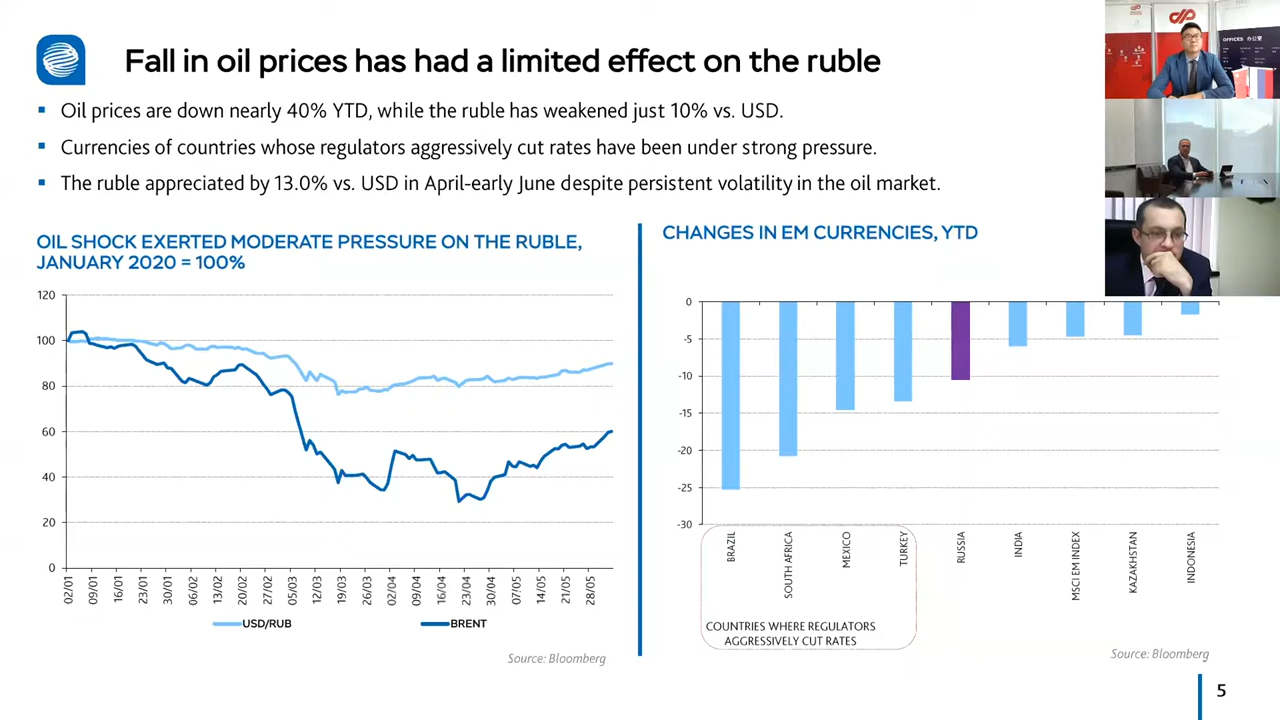 Fall in oil prices has had a limited effect on the ruble
Oil prices are down nearly 40% YTD, while the ruble has weakened just 10% vs. USD.
Currencies of countries whose regulators aggressively cut rates have been under strong pressure.
The ruble appreciated by 13.0% vs. USD in April-early June despite persistent volatility in the oil market.
OIL SHOCK EXERTED MODERATE PRESSURE ON THE RUBLE,
JANUARY 2020 = 100%
120
100
80
60
40
20
0
02/01
09/01
16/01
23/01
30/01
06/02
13/02
20/02
27/02
05/03
12/03
19/03
26/03
02/04
09/04
16/04
23/04
30/04
07/05
14/05
21/05
28/05
USD/RUB
BRENT
Source: Bloomberg
CHANGES IN EM CURRENCIES, YTD
0
-5
-10
-15
-20
-25
-30
BRAZIL
SOUTH AFRICA
MEXICO
TURKEY
RUSSIA
INDIA
MSCI EM INDEX
KAZAKHSTAN
INDONESIA
COUNTRIES WHERE REGULATORS
AGGRESSIVELY CUT RATES
Source: Bloomberg
5
OFFICES 办公室